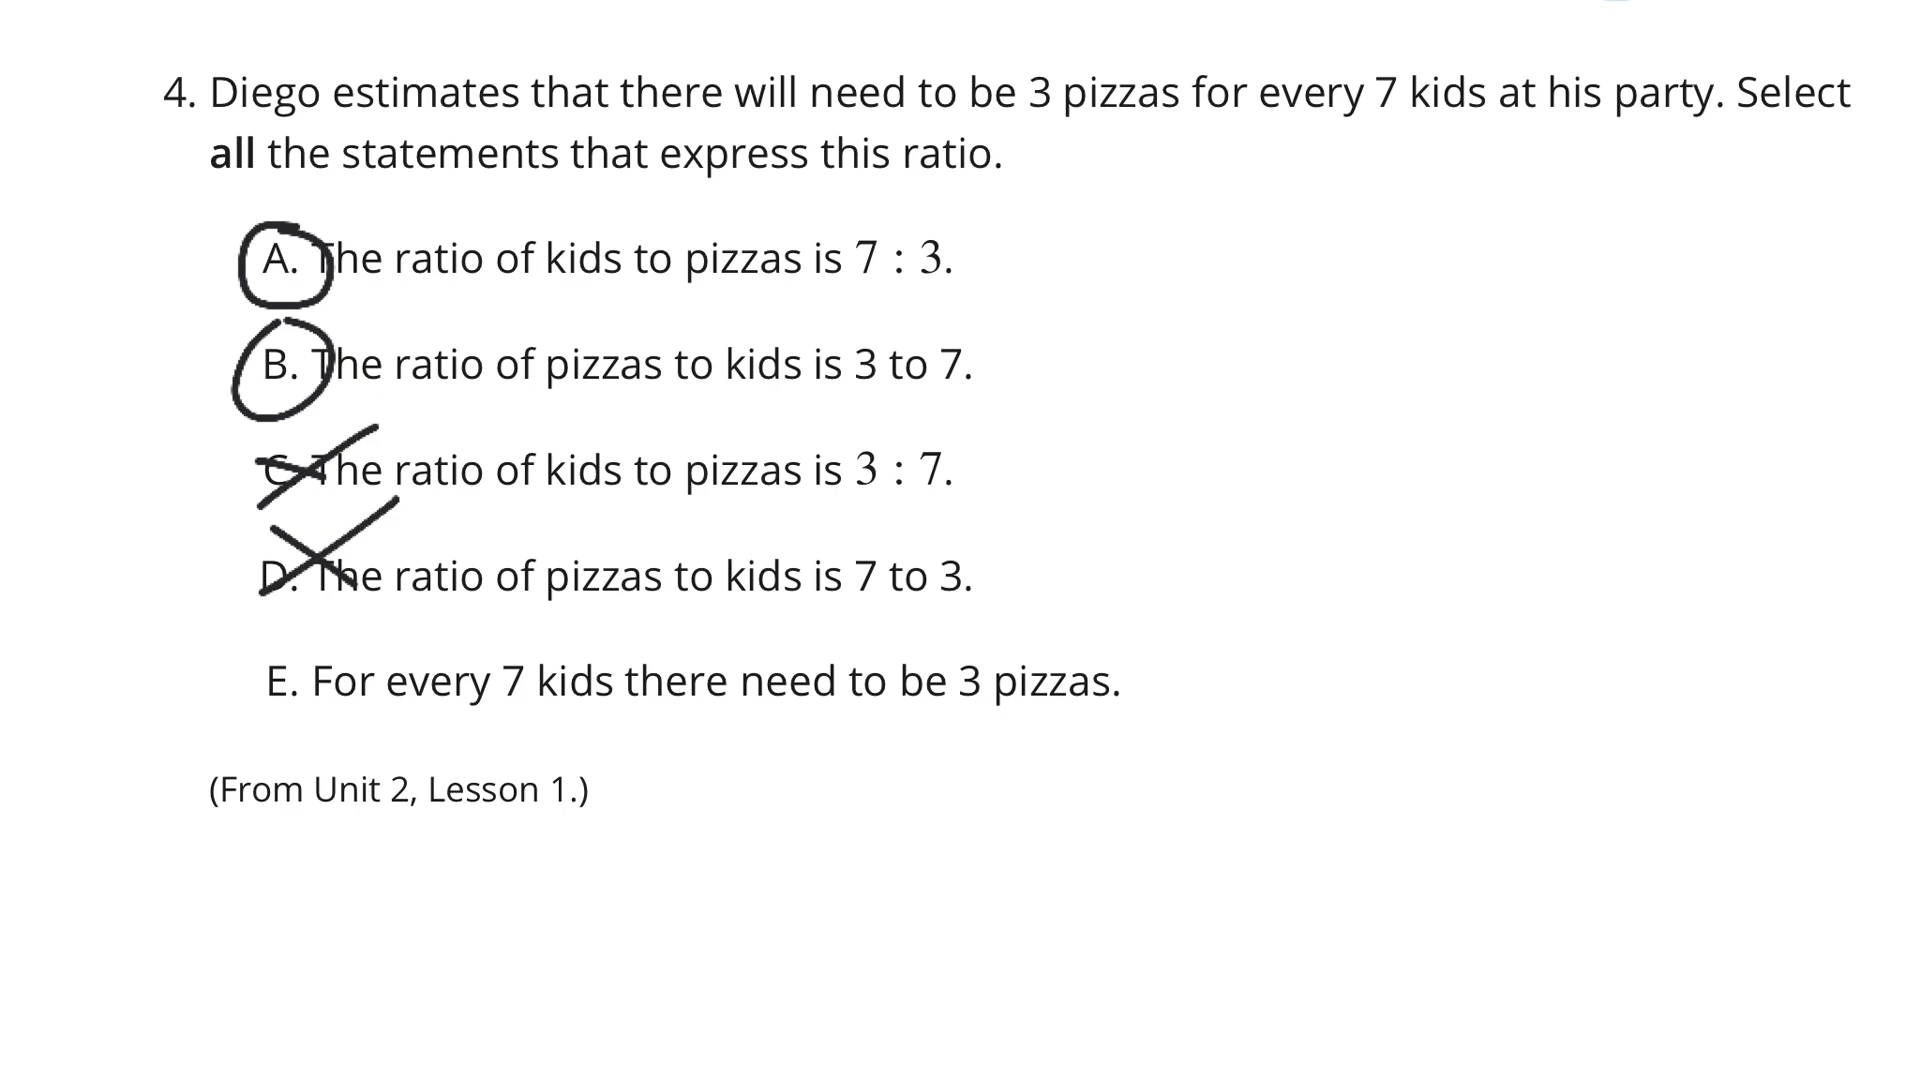 4. Diego estimates that there will need to be 3 pizzas for every 7 kids at his party. Select
all the statements that express this ratio.
A. The ratio of kids to pizzas is 7 : 3.
B. The ratio of pizzas to kids is 3 to 7.
C. The ratio of kids to pizzas is 3 : 7.
D. The ratio of pizzas to kids is 7 to 3.
E. For every 7 kids there need to be 3 pizzas.
(From Unit 2, Lesson 1.)